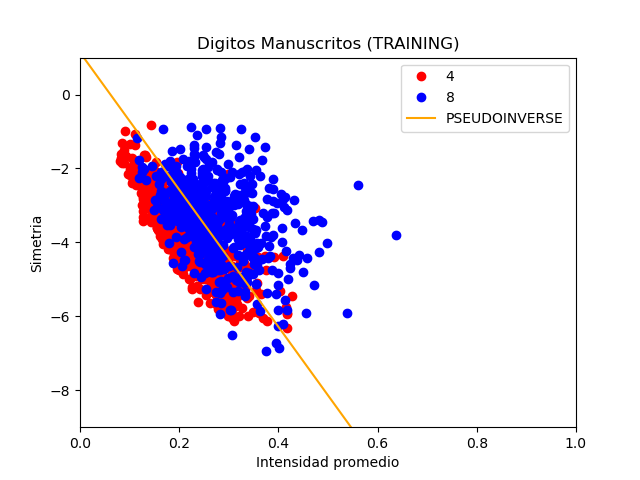 Digitos Manuscritos (TRAINING)
4
8
PSEUDOINVERSE
Simetria
0
−2
−4
−6
−8
0.0 0.2 0.4 0.6 0.8 1.0
Intensidad promedio